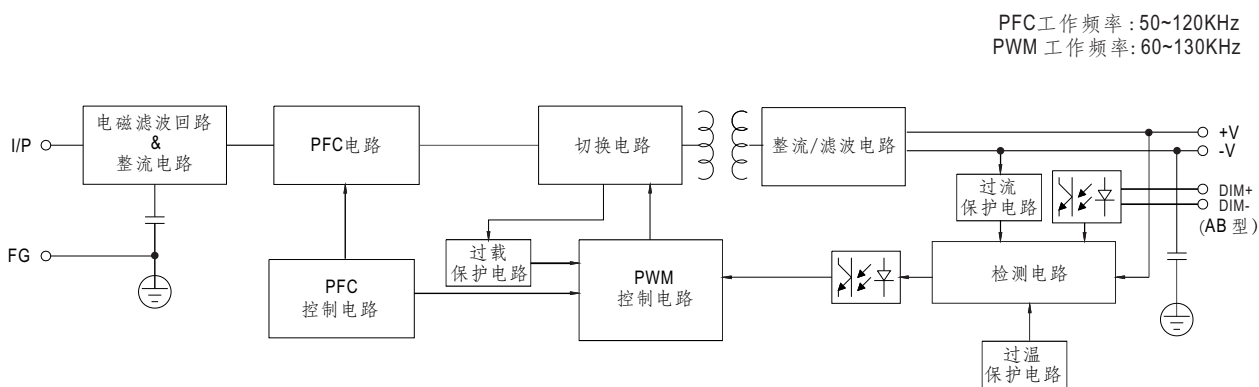 PFC工作频率:50~120KHz
PWM 工作频率:60~130KHz
I/P
电磁滤波回路
&
整流电路
PFC电路
切换电路
整流/滤波电路
+V
-V
过流
保护电路
DIM+
DIM-
(AB 型)
FG
过载
保护电路
PFC
控制电路
PWM
控制电路
检测电路
过温
保护电路